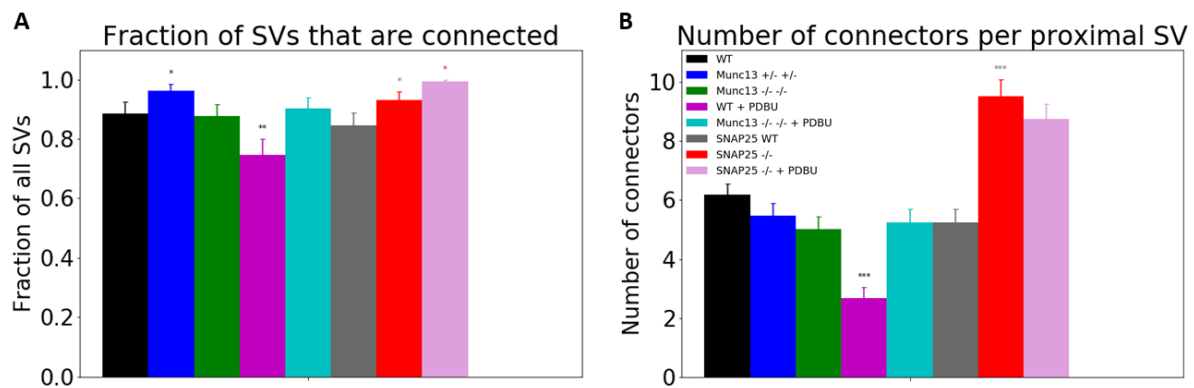 A
Fraction of SVs that are connected
Fraction of all SVs
1.0
0.8
0.6
0.4
0.2
0.0
*
**
*
*
B
Number of connectors per proximal SV
Number of connectors
10
8
6
4
2
0
WT
Munc13 +/- +/-
Munc13 -/- -/-
WT + PDBU
Munc13 -/- -/- + PDBU
SNAP25 WT
SNAP25 -/-
SNAP25 -/- + PDBU
***
***